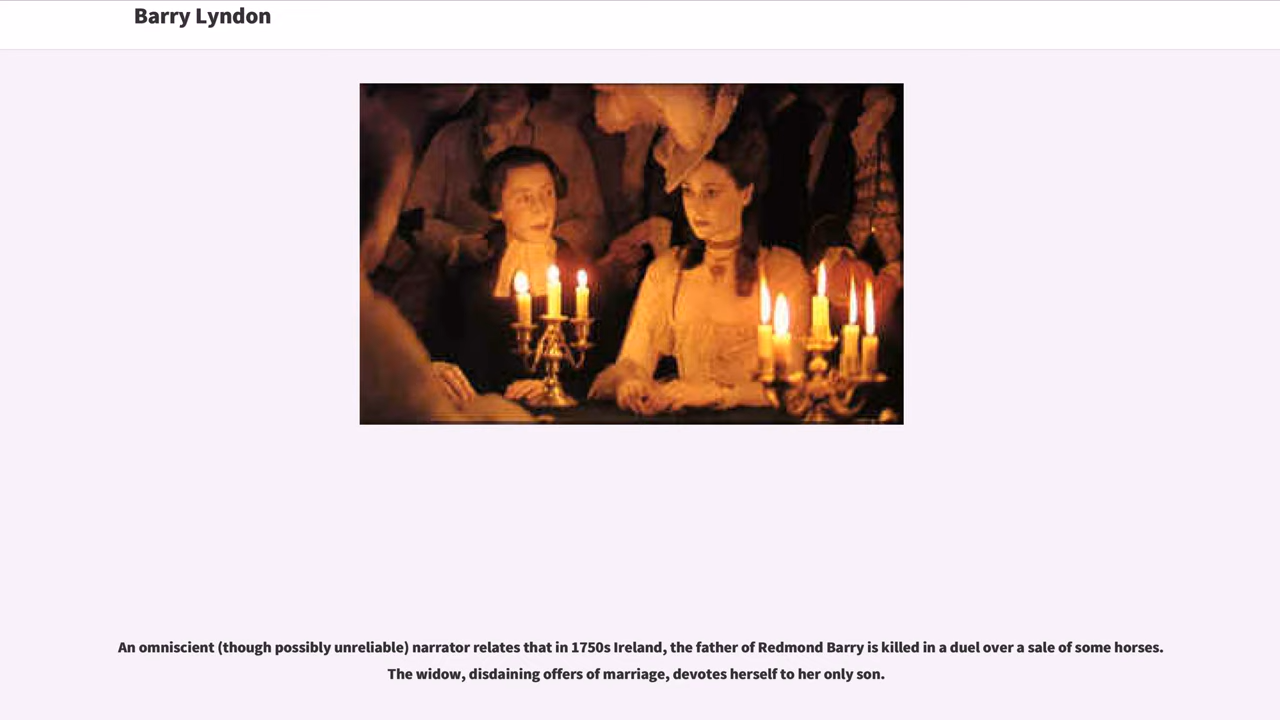 Barry Lyndon
An omniscient (though possibly unreliable) narrator relates that in 1750s Ireland, the father of Redmond Barry is killed in a duel over a sale of some horses.
The widow, disdaining offers of marriage, devotes herself to her only son.